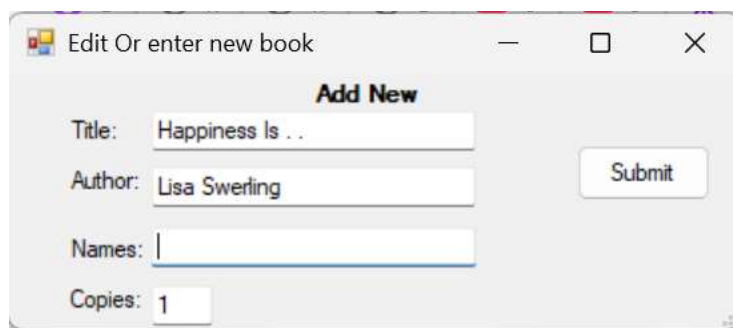 Edit Or enter new book
Add New
Title: Happiness Is . .
Submit
Author: Lisa Swerling
Names:
Copies: 1